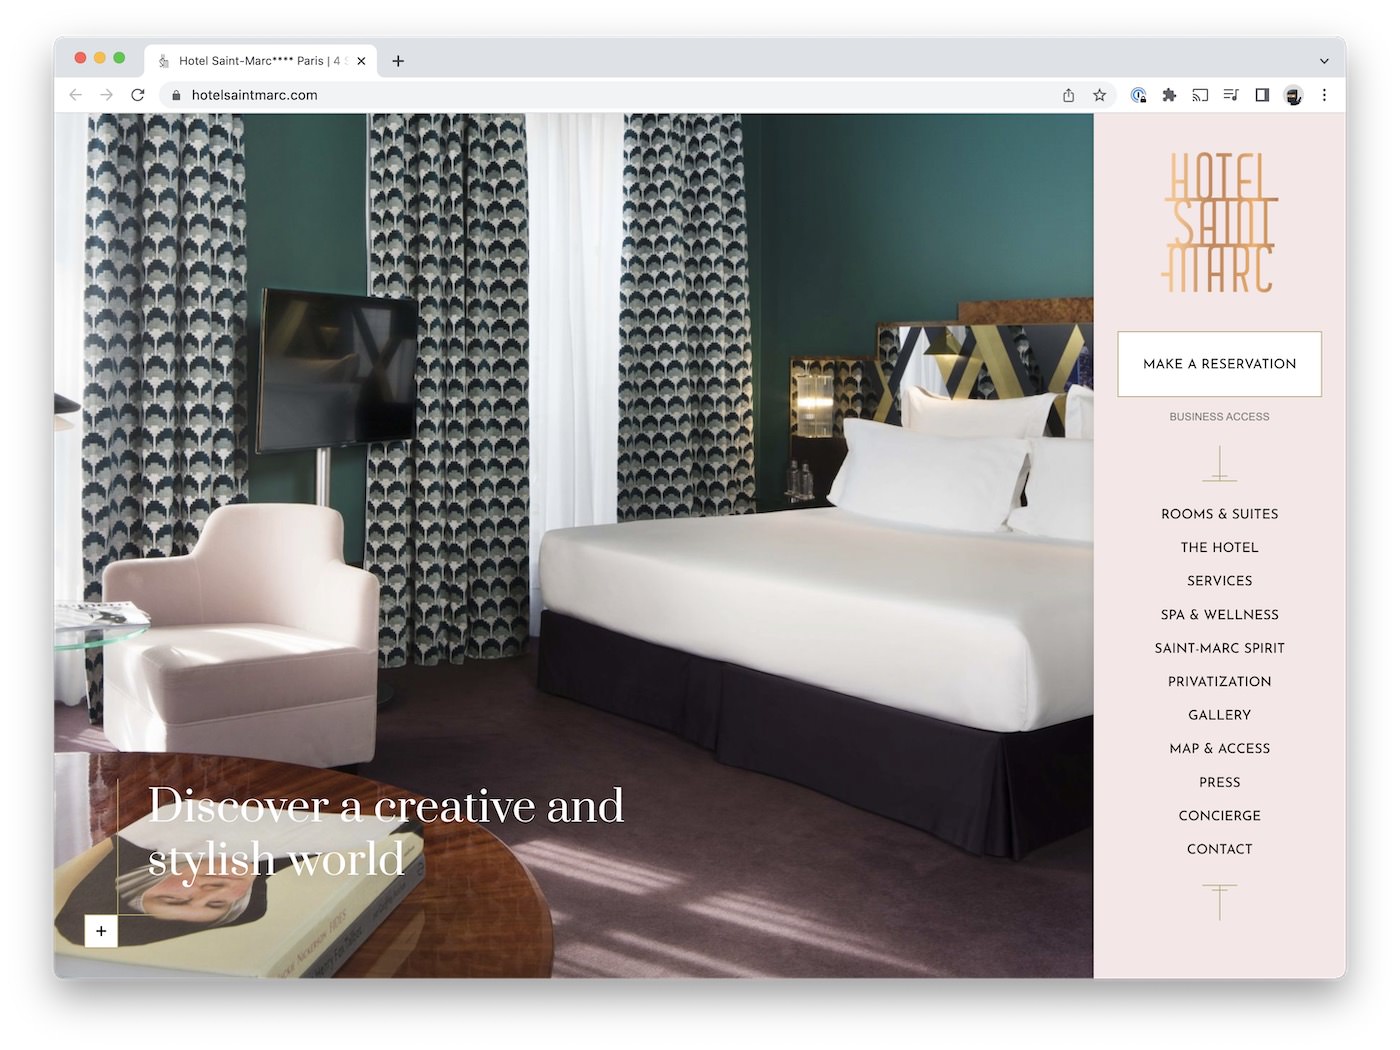 Hotel Saint-Marc**** Paris | 4
hotelsaintmarc.com
HOTEL
SAINT
MARC
MAKE A RESERVATION
BUSINESS ACCESS
ROOMS & SUITES
THE HOTEL
SERVICES
SPA & WELLNESS
SAINT-MARC SPIRIT
PRIVATIZATION
GALLERY
MAP & ACCESS
PRESS
CONCIERGE
CONTACT
Discover a creative and
stylish world
+